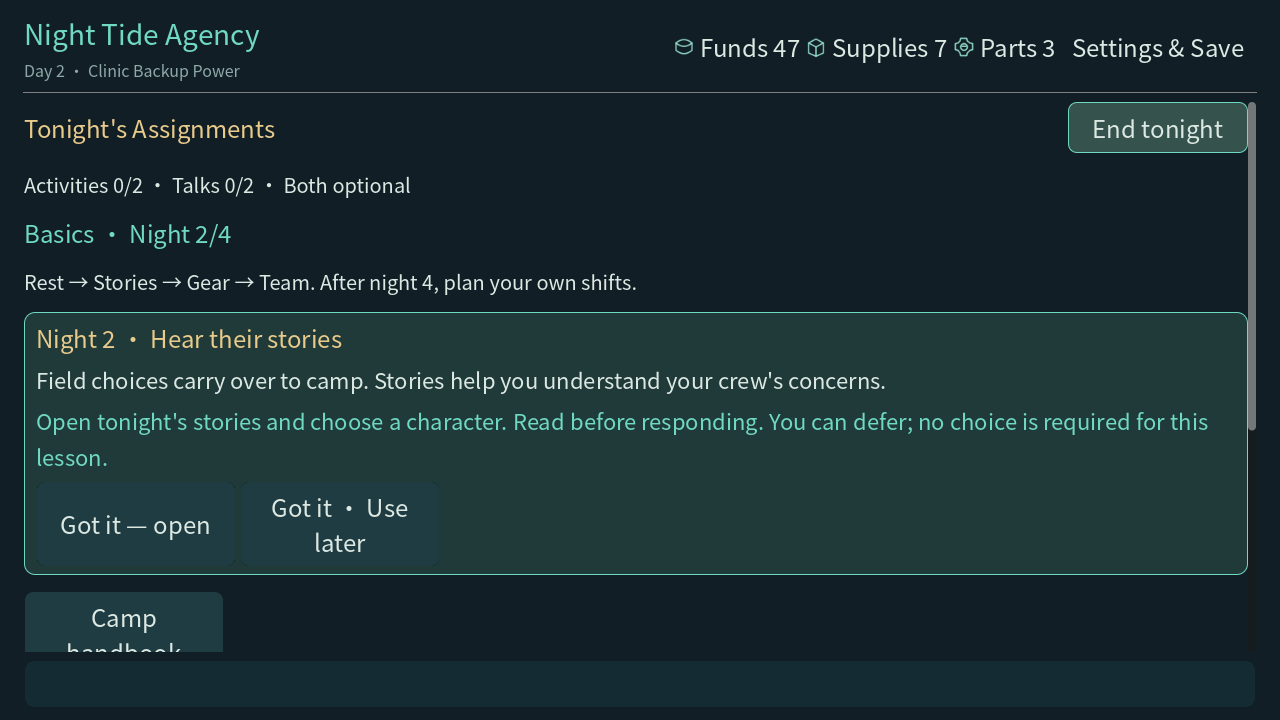 Night Tide Agency
Day 2 • Clinic Backup Power
Funds 47 Supplies 7 Parts 3 Settings & Save
Tonight's Assignments
End tonight
Activities 0/2 • Talks 0/2 • Both optional
Basics • Night 2/4
Rest → Stories → Gear → Team. After night 4, plan your own shifts.
Night 2 • Hear their stories
Field choices carry over to camp. Stories help you understand your crew's concerns.
Open tonight's stories and choose a character. Read before responding. You can defer; no choice is required for this
lesson.
Got it — open
Got it • Use
later
Camp
handbook